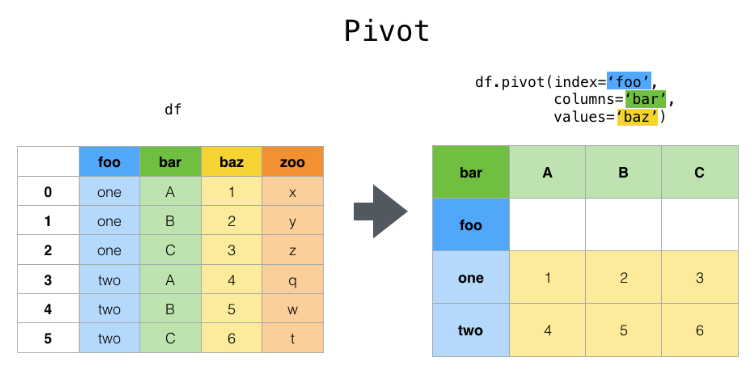 Pivot
df
foo bar baz zoo
0 one A 1 x
1 one B 2 y
2 one C 3 z
3 two A 4 q
4 two B 5 w
5 two C 6 t
df.pivot(index=‘foo’,
columns=‘bar’,
values=‘baz’)
bar A B C
foo
one 1 2 3
two 4 5 6